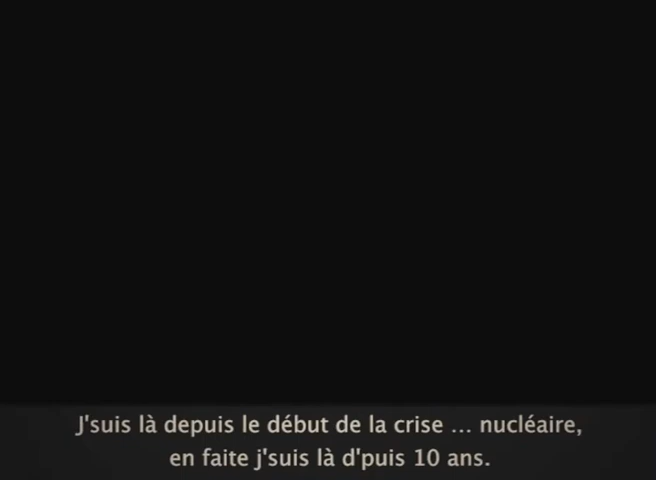 J'suis là depuis le début de la crise ... nucléaire,
en faite j'suis là d'puis 10 ans.